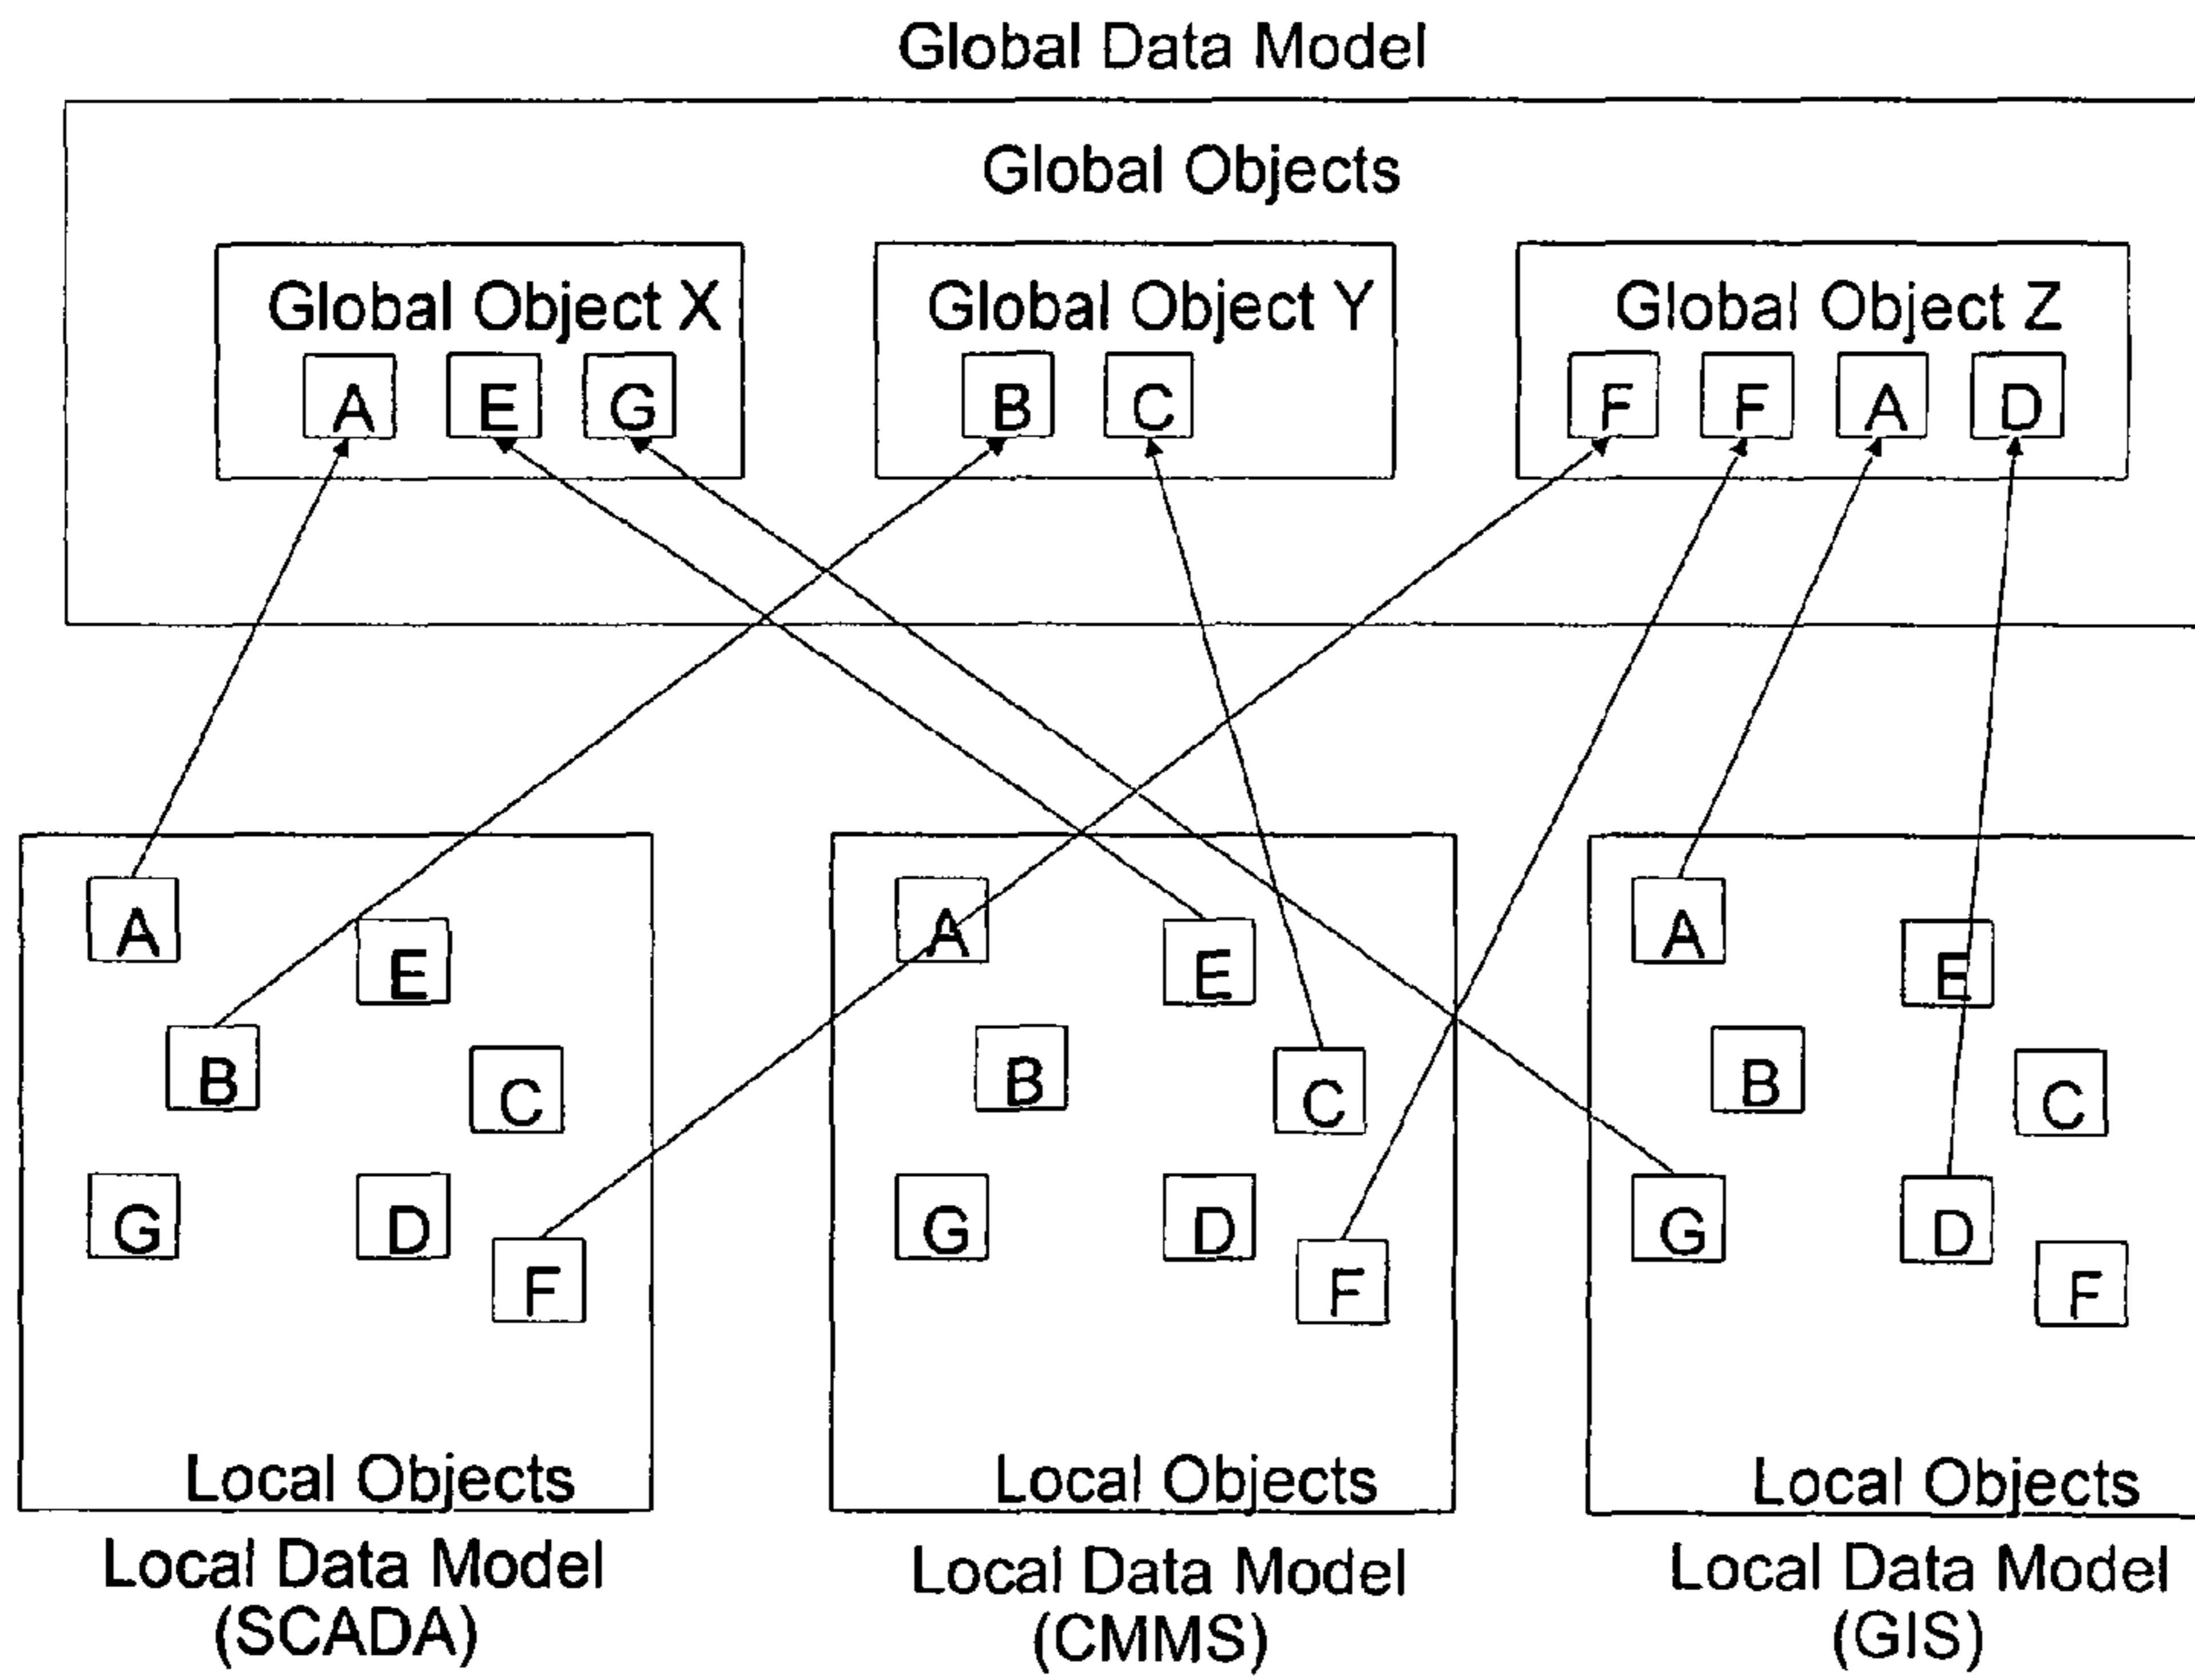 Global Data Model
Global Objects
Global Object X
A E G
Global Object Y
B C
Global Object Z
F F A D
A
E
B
C
G
D
F
Local Objects
Local Data Model
(SCADA)
A
E
B
C
G
D
F
Local Objects
Local Data Model
(CMMS)
A
E
B
C
G
D
F
Local Objects
Local Data Model
(GIS)